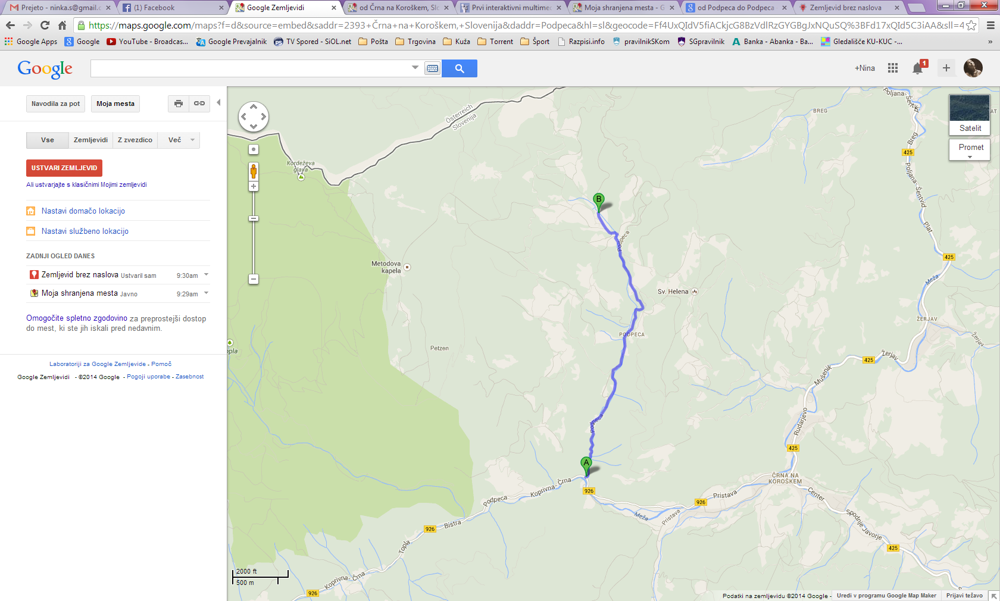 Prejeto - ninka.s@gmail.c
(1) Facebook
Google Zemljevidi
od Črna na Koroškem, Slo
Prvi interaktivni multimed
Moja shranjena mesta - G
od Podpeca do Podpeca -
Zemljevid brez naslova
https://maps.google.com/maps?f=d&source=embed&saddr=2393+Črna+na+Koroškem,+Slovenija&daddr=Podpeca&hl=sl&geocode=Ff4UxQIdV5fiACkjcG8BzVdlRzGYGBgJxNQuSQ%3BFd17xQId5C3iAA&sll=4
Google Apps
Google
YouTube - Broadcas...
Google Prevajalnik
TV Spored - SiOL.net
Pošta
Trgovina
Kuža
Torrent
Šport
Razpisi.info
pravilnikSKom
SGpravilnik
Banka - Abanka - Ba...
Gledališče KU-KUC -...
»
Google
+Nina
1
Navodila za pot
Moja mesta
Vse
Zemljevidi
Z zvezdico
Več
USTVARI ZEMLJEVID
Ali ustvarjajte s klasičnimi Mojimi zemljevidi
Nastavi domačo lokacijo
Nastavi službeno lokacijo
ZADNJI OGLED DANES
Zemljevid brez naslova Ustvaril sam 9:30am
Moja shranjena mesta Javno 9:29am
Omogočite spletno zgodovino za preprostejši dostop
do mest, ki ste jih iskali pred nedavnim.
Laboratoriji za Google Zemljevide - Pomoč
Google Zemljevidi - ©2014 Google - Pogoji uporabe - Zasebnost
Österreich
Slovenija
Kordeževa
glava
BREG
Poljana-Šentvid
Satelit
Promet
Breg
425
Poljana-Šentvid
Plat
425
Meža
B
Podpeca
Metodova
kapela
Sv. Helena
ŽERJAV
Žerjav
PODPECA
Petzen
opla
425
Žerjav
Mušenik
Rudarjevo
425
Podpeca
A
Koprivna-Črna
926
ČRNA NA
KOROŠKEM
Center
Pristava
926
Podpeca
Meža
Pristava
Bistra
926
Spodnje Javorje
Topla
425
2000 ft
500 m
Koprivna-Črna
926
Podatki na zemljevidu ©2014 Google -
Uredi v programu Google Map Maker
Prijavi težavo